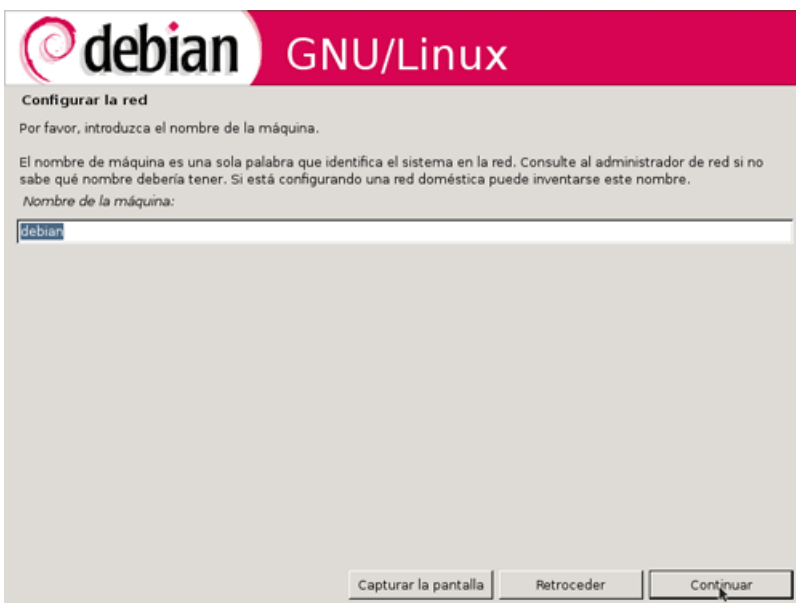 debian GNU/Linux
Configurar la red
Por favor, introduzca el nombre de la máquina.
El nombre de máquina es una sola palabra que identifica el sistema en la red. Consulte al administrador de red si no
sabe qué nombre debería tener. Si está configurando una red doméstica puede inventarse este nombre.
Nombre de la máquina:
debian
Capturar la pantalla Retroceder Continuar